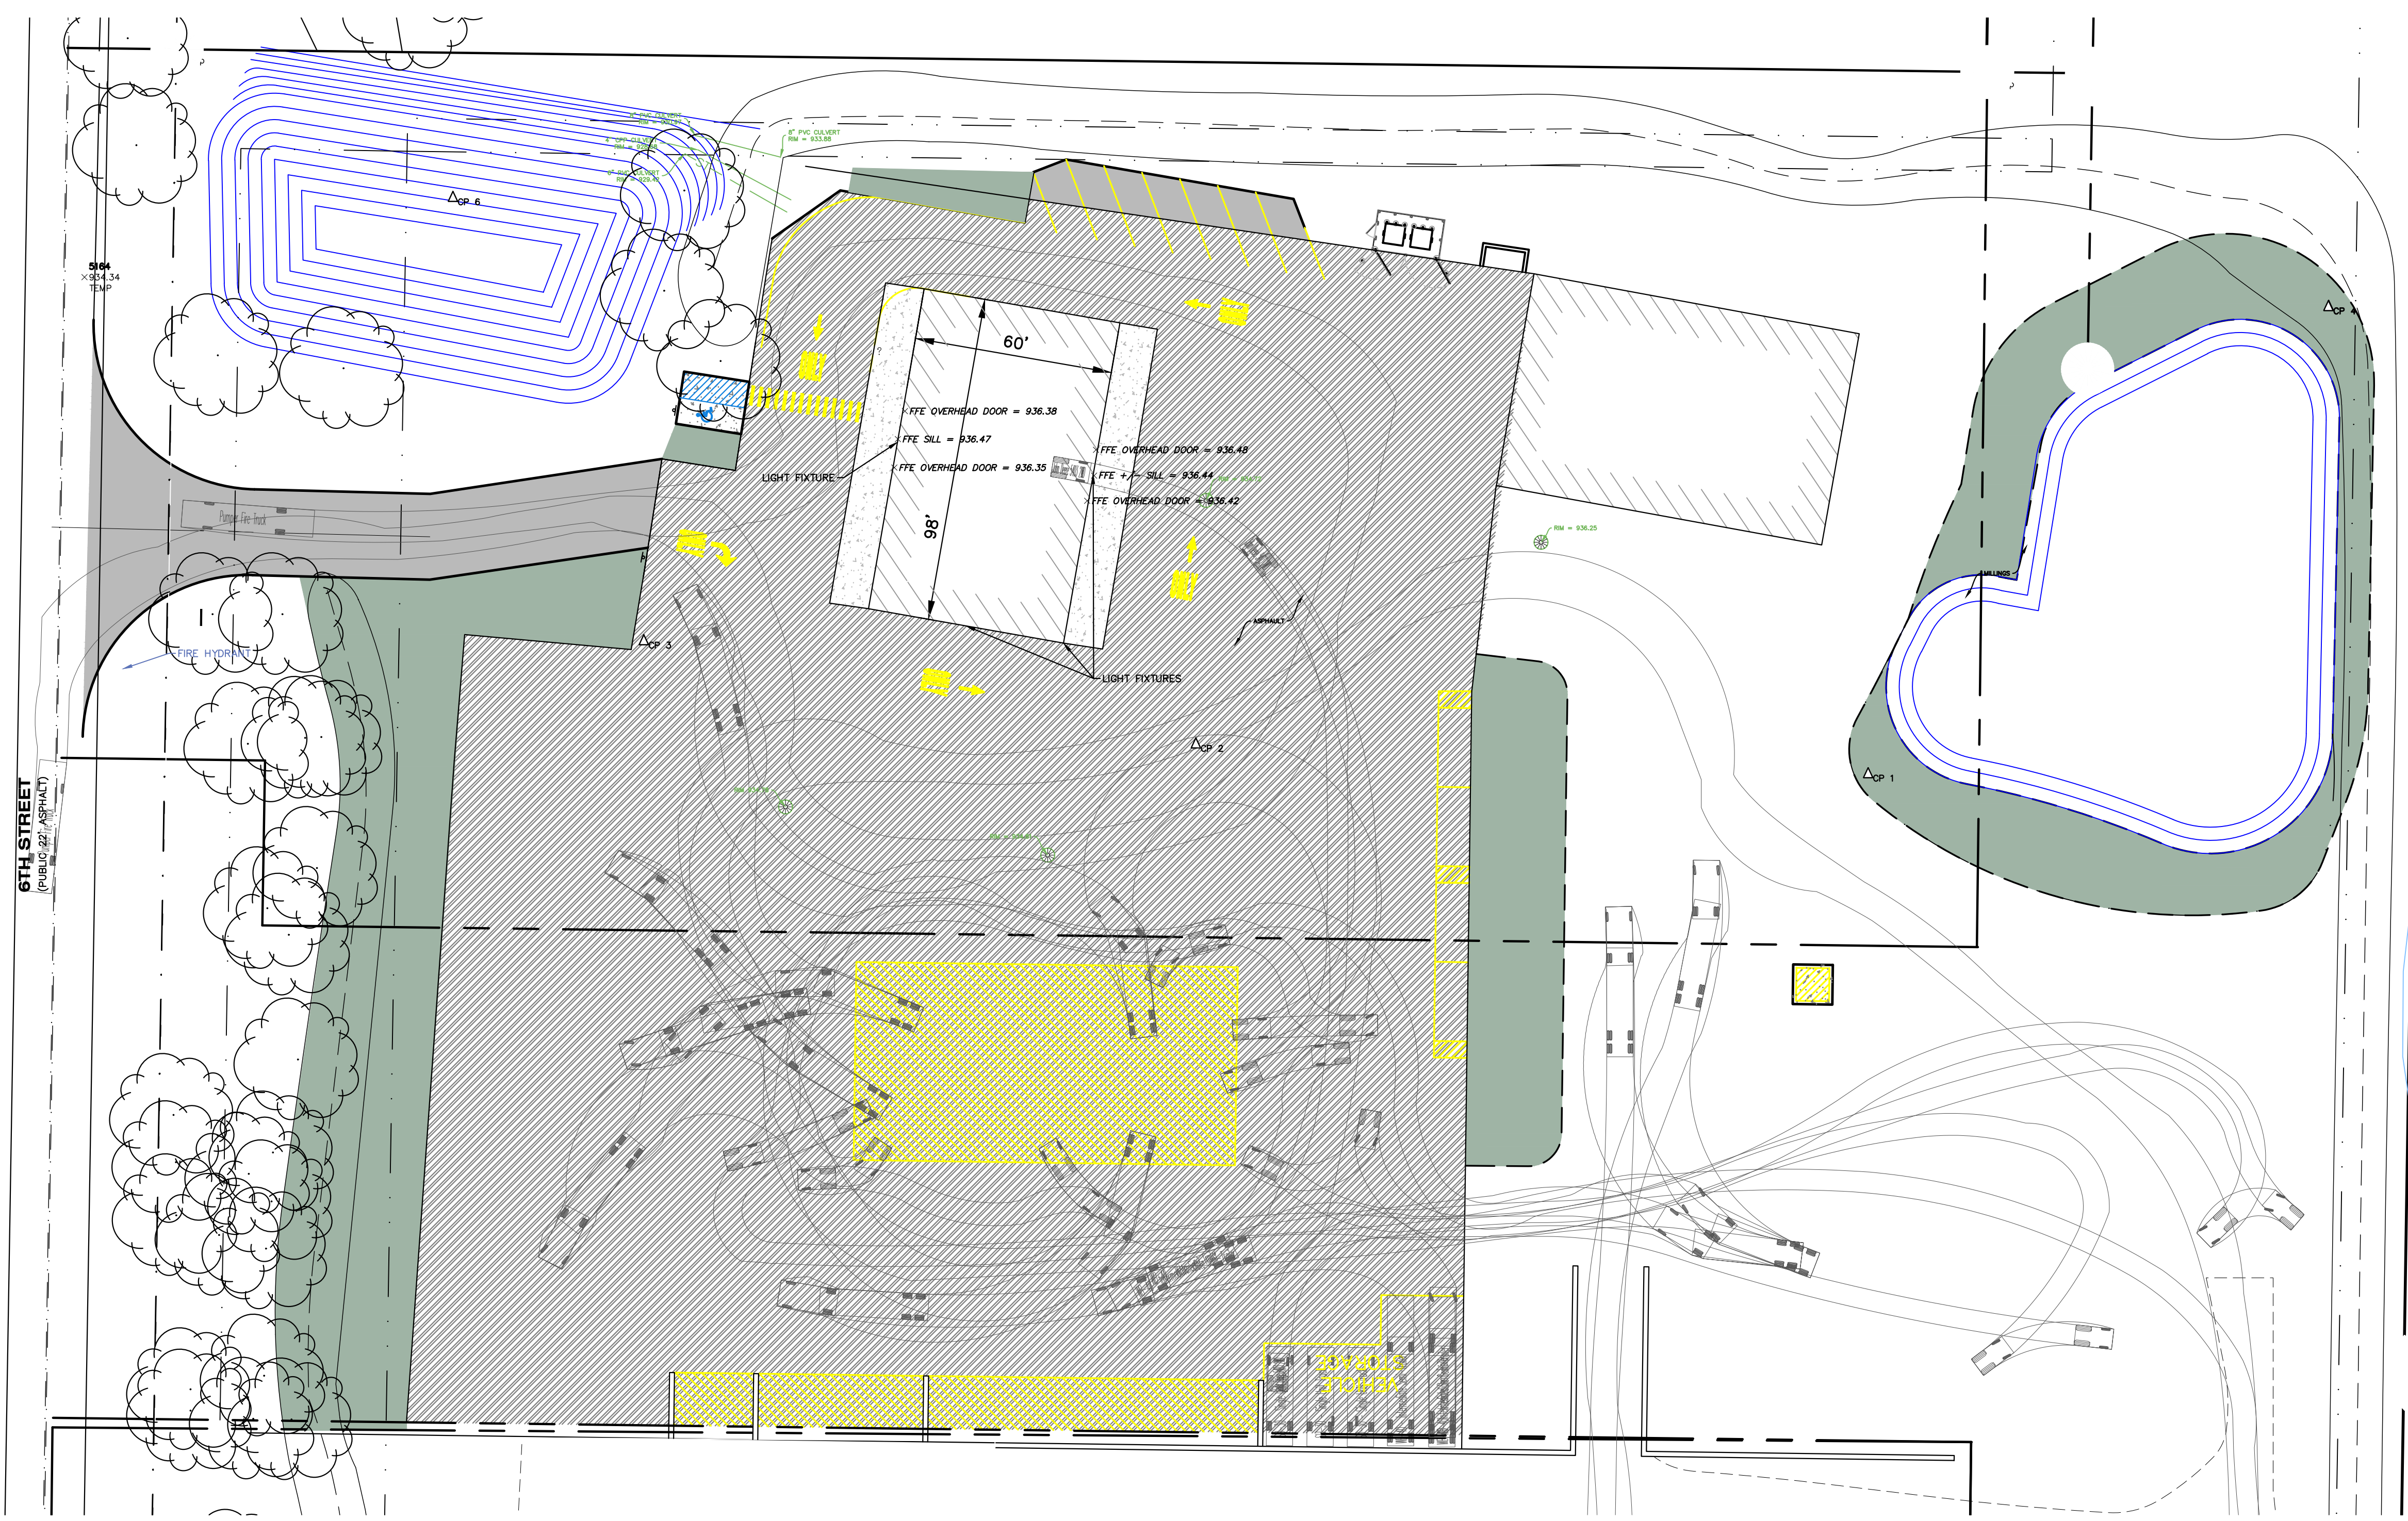 8" PVC CULVERT
RIM = 933.88
CP 6
CP 4
5164
934.34
TEMP
60'
98'
FFE OVERHEAD DOOR = 936.38
FFE SILL = 936.47
FFE OVERHEAD DOOR = 936.35
FFE OVERHEAD DOOR = 936.48
FFE +/- SILL = 936.44
FFE OVERHEAD DOOR = 936.42
LIGHT FIXTURE
Pumper Fire Truck
RIM = 936.25
MILLINGS
ASPHAULT
CP 3
FIRE HYDRANT
LIGHT FIXTURES
CP 2
CP 1
6TH STREET
(PUBLIC 22' ASPHALT)
VEHICLE
STORAGE